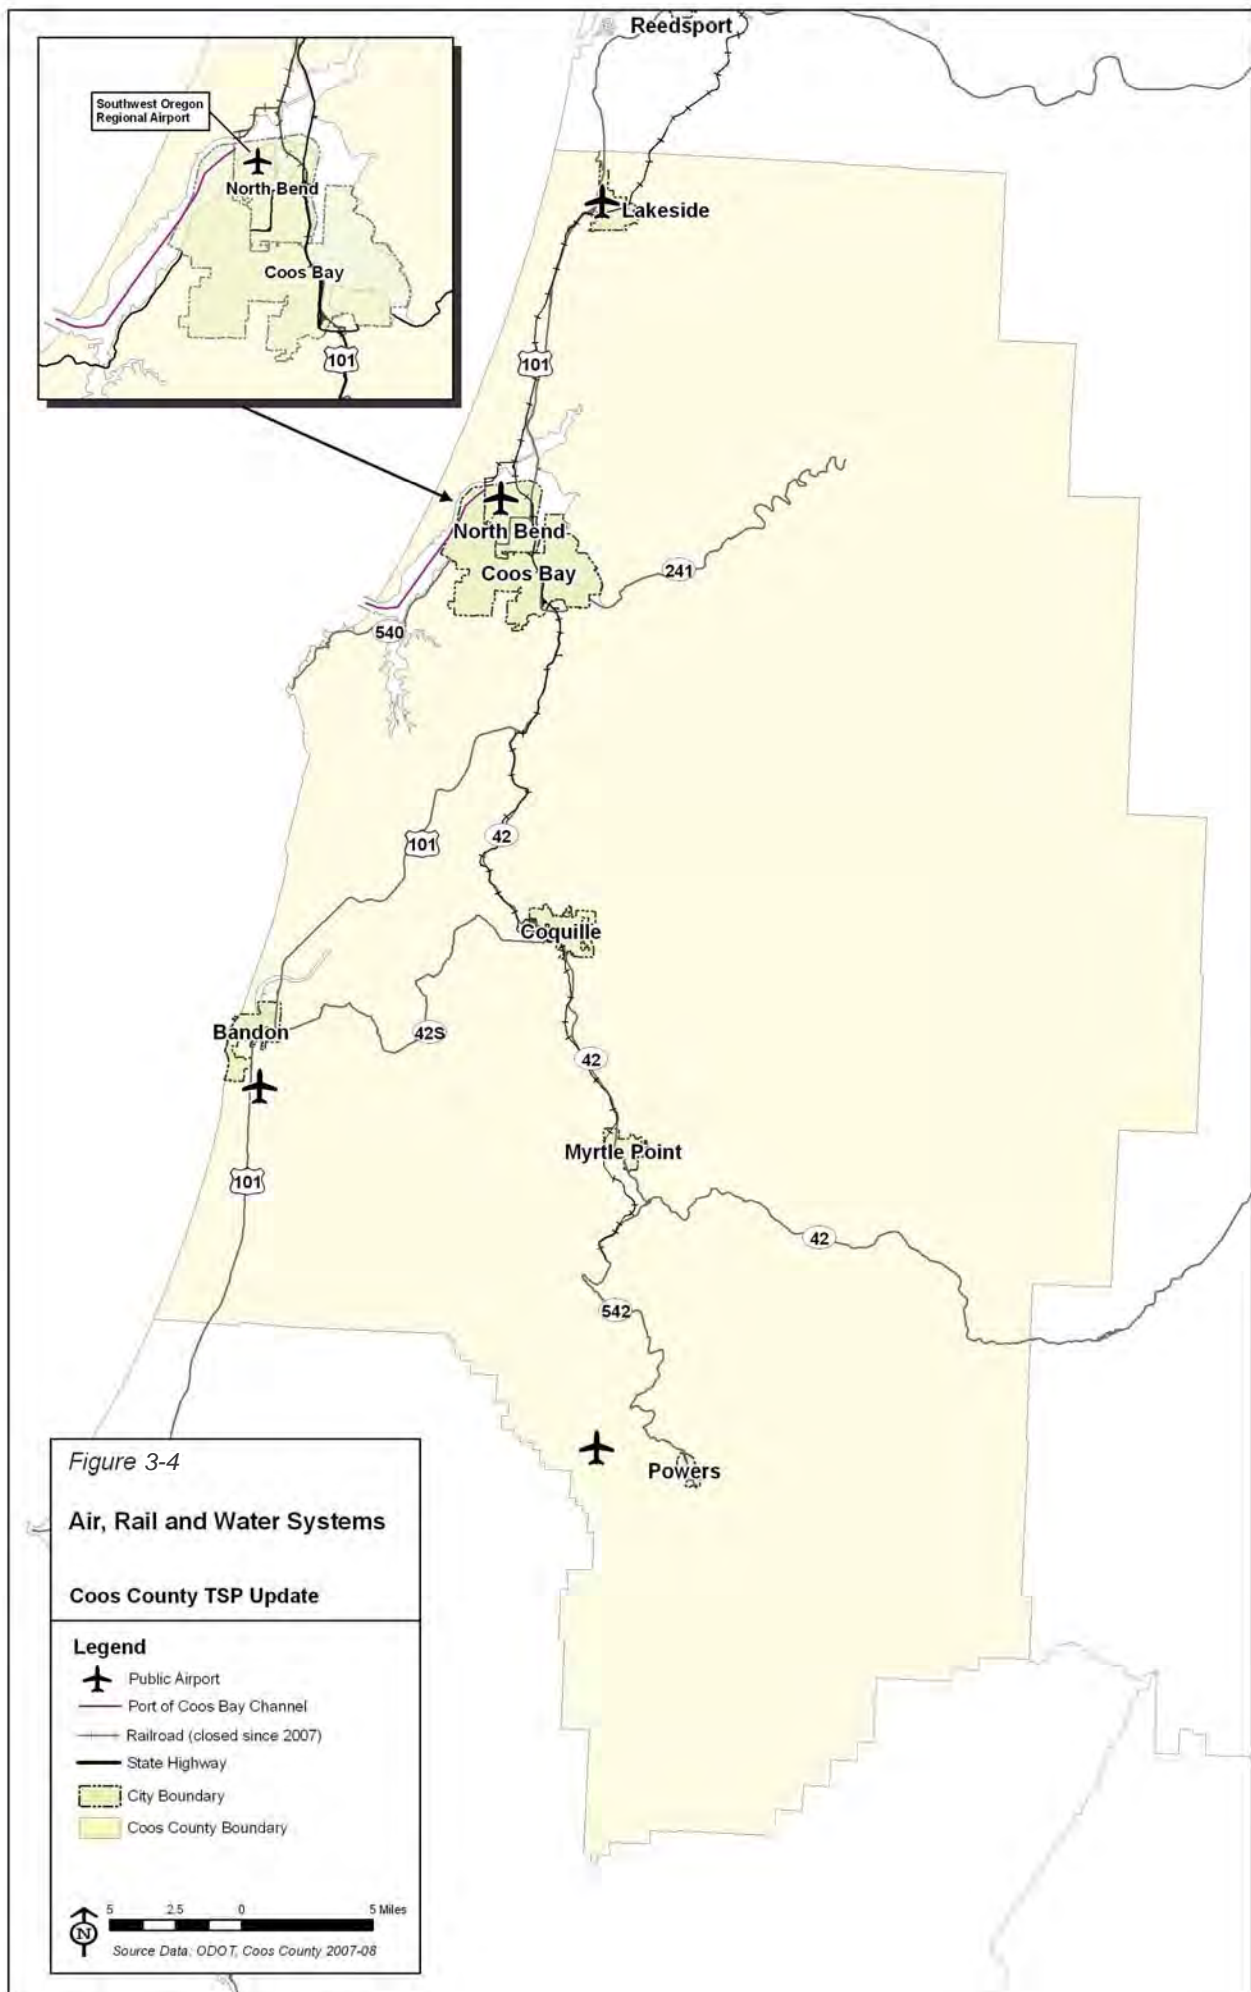 Reedsport
Southwest Oregon
Regional Airport
North Bend
Coos Bay
101
Lakeside
101
North Bend
Coos Bay
241
540
42
101
Coquille
Bandon
42S
42
Myrtle Point
101
42
542
Powers
Figure 3-4
Air, Rail and Water Systems
Coos County TSP Update
Legend
Public Airport
Port of Coos Bay Channel
Railroad (closed since 2007)
State Highway
City Boundary
Coos County Boundary
5 2.5 0 5 Miles
N
Source Data: ODOT, Coos County 2007-08